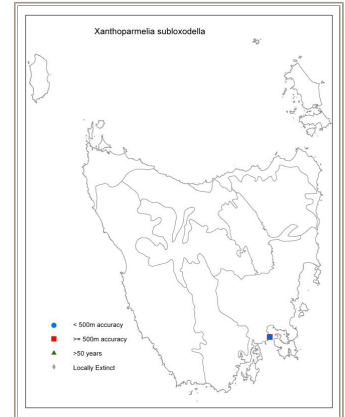 Xanthoparmelia subloxodella
< 500m accuracy
>= 500m accuracy
>50 years
Locally Extinct